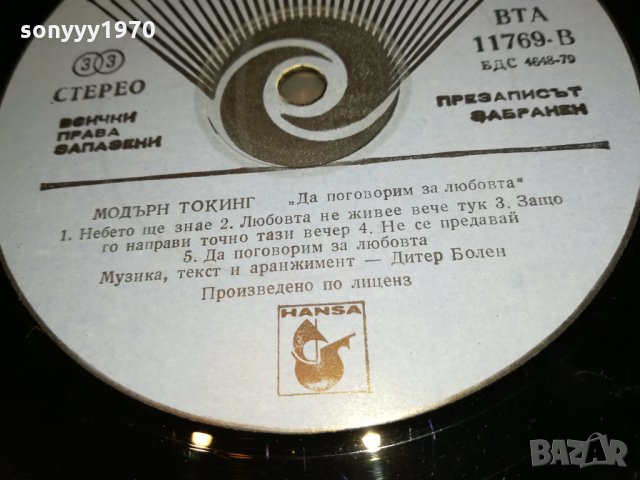 sonyyy1970
33
СТЕРЕО
ВТА
11769-В
БДС 4648-79
ВСИЧКИ
ПРАВА
ЗАПАЗЕНИ
ПРЕЗАПИСЪТ
ЗАБРАНЕН
МОДЪРН ТОКИНГ „Да поговорим за любовта“
1. Небето ще знае 2. Любовта не живее вече тук 3. Защо
го направи точно тази вечер 4. Не се предавай
5. Да поговорим за любовта
Музика, текст и аранжимент — Дитер Болен
Произведено по лиценз
HANSA
BAZAR